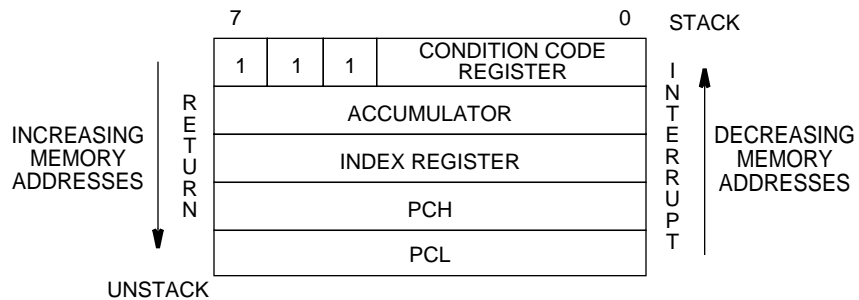 7 0 STACK
1 1 1 CONDITION CODE
REGISTER
ACCUMULATOR
INDEX REGISTER
PCH
PCL
INCREASING
MEMORY
ADDRESSES
RETURN
INTERRUPT
DECREASING
MEMORY
ADDRESSES
UNSTACK